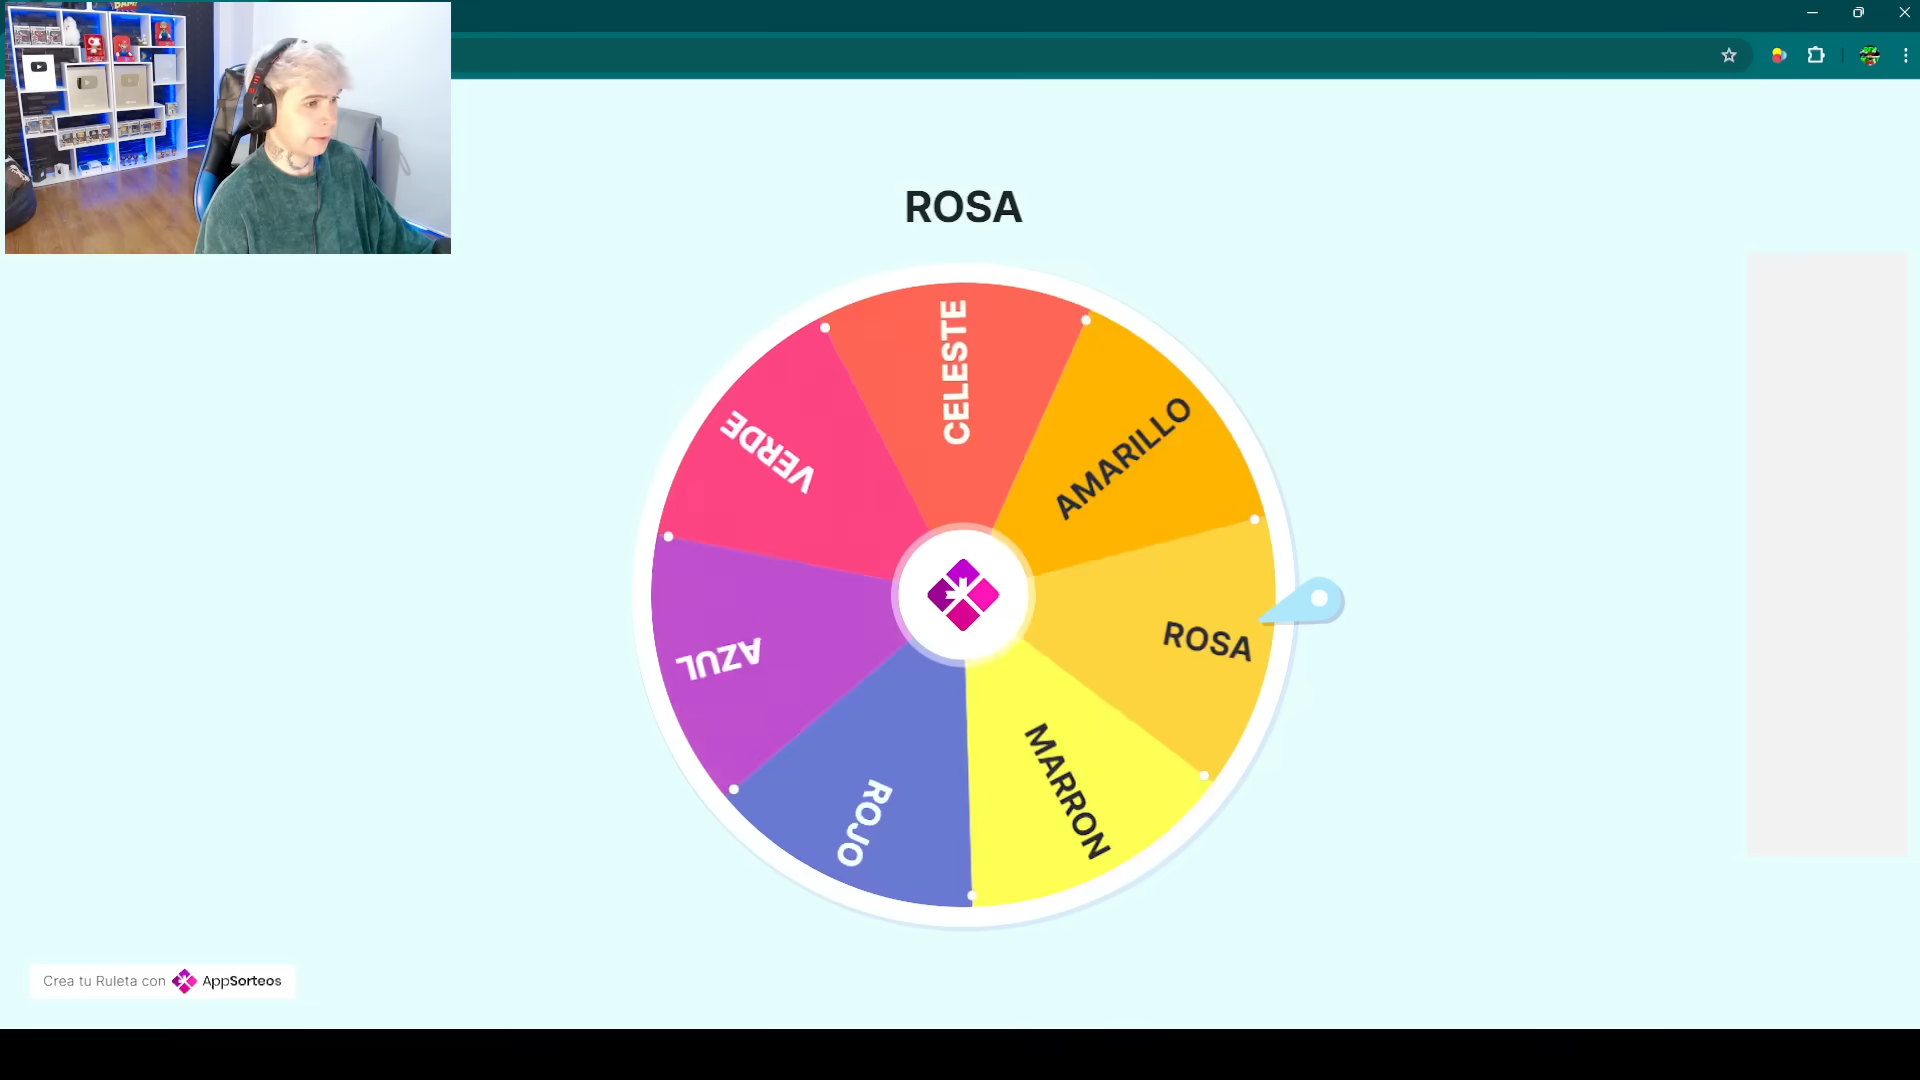 ROSA
CELESTE
AMARILLO
VERDE
ROSA
AZUL
MARRON
ROJO
Crea tu Ruleta con AppSorteos